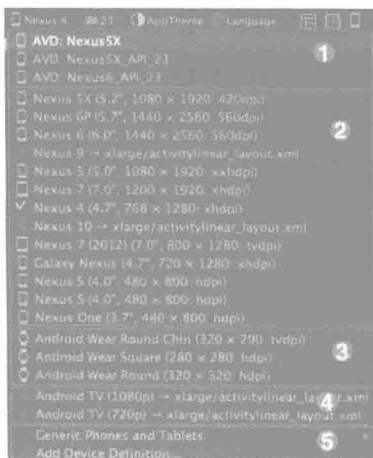 Nexus 4 23 AppTheme Language
AVD: Nexus5X
AVD: Nexus5X_API_23
AVD: Nexus6_API_23
1
Nexus 5X (5.2", 1080 × 1920: 420dpi)
Nexus 6P (5.7", 1440 × 2560: 560dpi)
Nexus 6 (6.0", 1440 × 2560: 560dpi)
2
Nexus 9 → xlarge/activitylinear_layout.xml
Nexus 5 (5.0", 1080 × 1920: xxhdpi)
Nexus 7 (7.0", 1200 × 1920: xhdpi)
Nexus 4 (4.7", 768 × 1280: xhdpi)
Nexus 10 → xlarge/activitylinear_layout.xml
Nexus 7 (2012) (7.0", 800 × 1280: tvdpi)
Galaxy Nexus (4.7", 720 × 1280: xhdpi)
Nexus S (4.0", 480 × 800: hdpi)
Nexus S (4.0", 480 × 800: hdpi)
Nexus One (3.7", 480 × 800: hdpi)
Android Wear Round Chin (320 × 290: tvdpi)
Android Wear Square (280 × 280: hdpi)
3
Android Wear Round (320 × 320: hdpi)
Android TV (1080p) → xlarge/activitylinear_layout.xml
4
Android TV (720p) → xlarge/activitylinear_layout.xml
Generic Phones and Tablets
5
Add Device Definition...